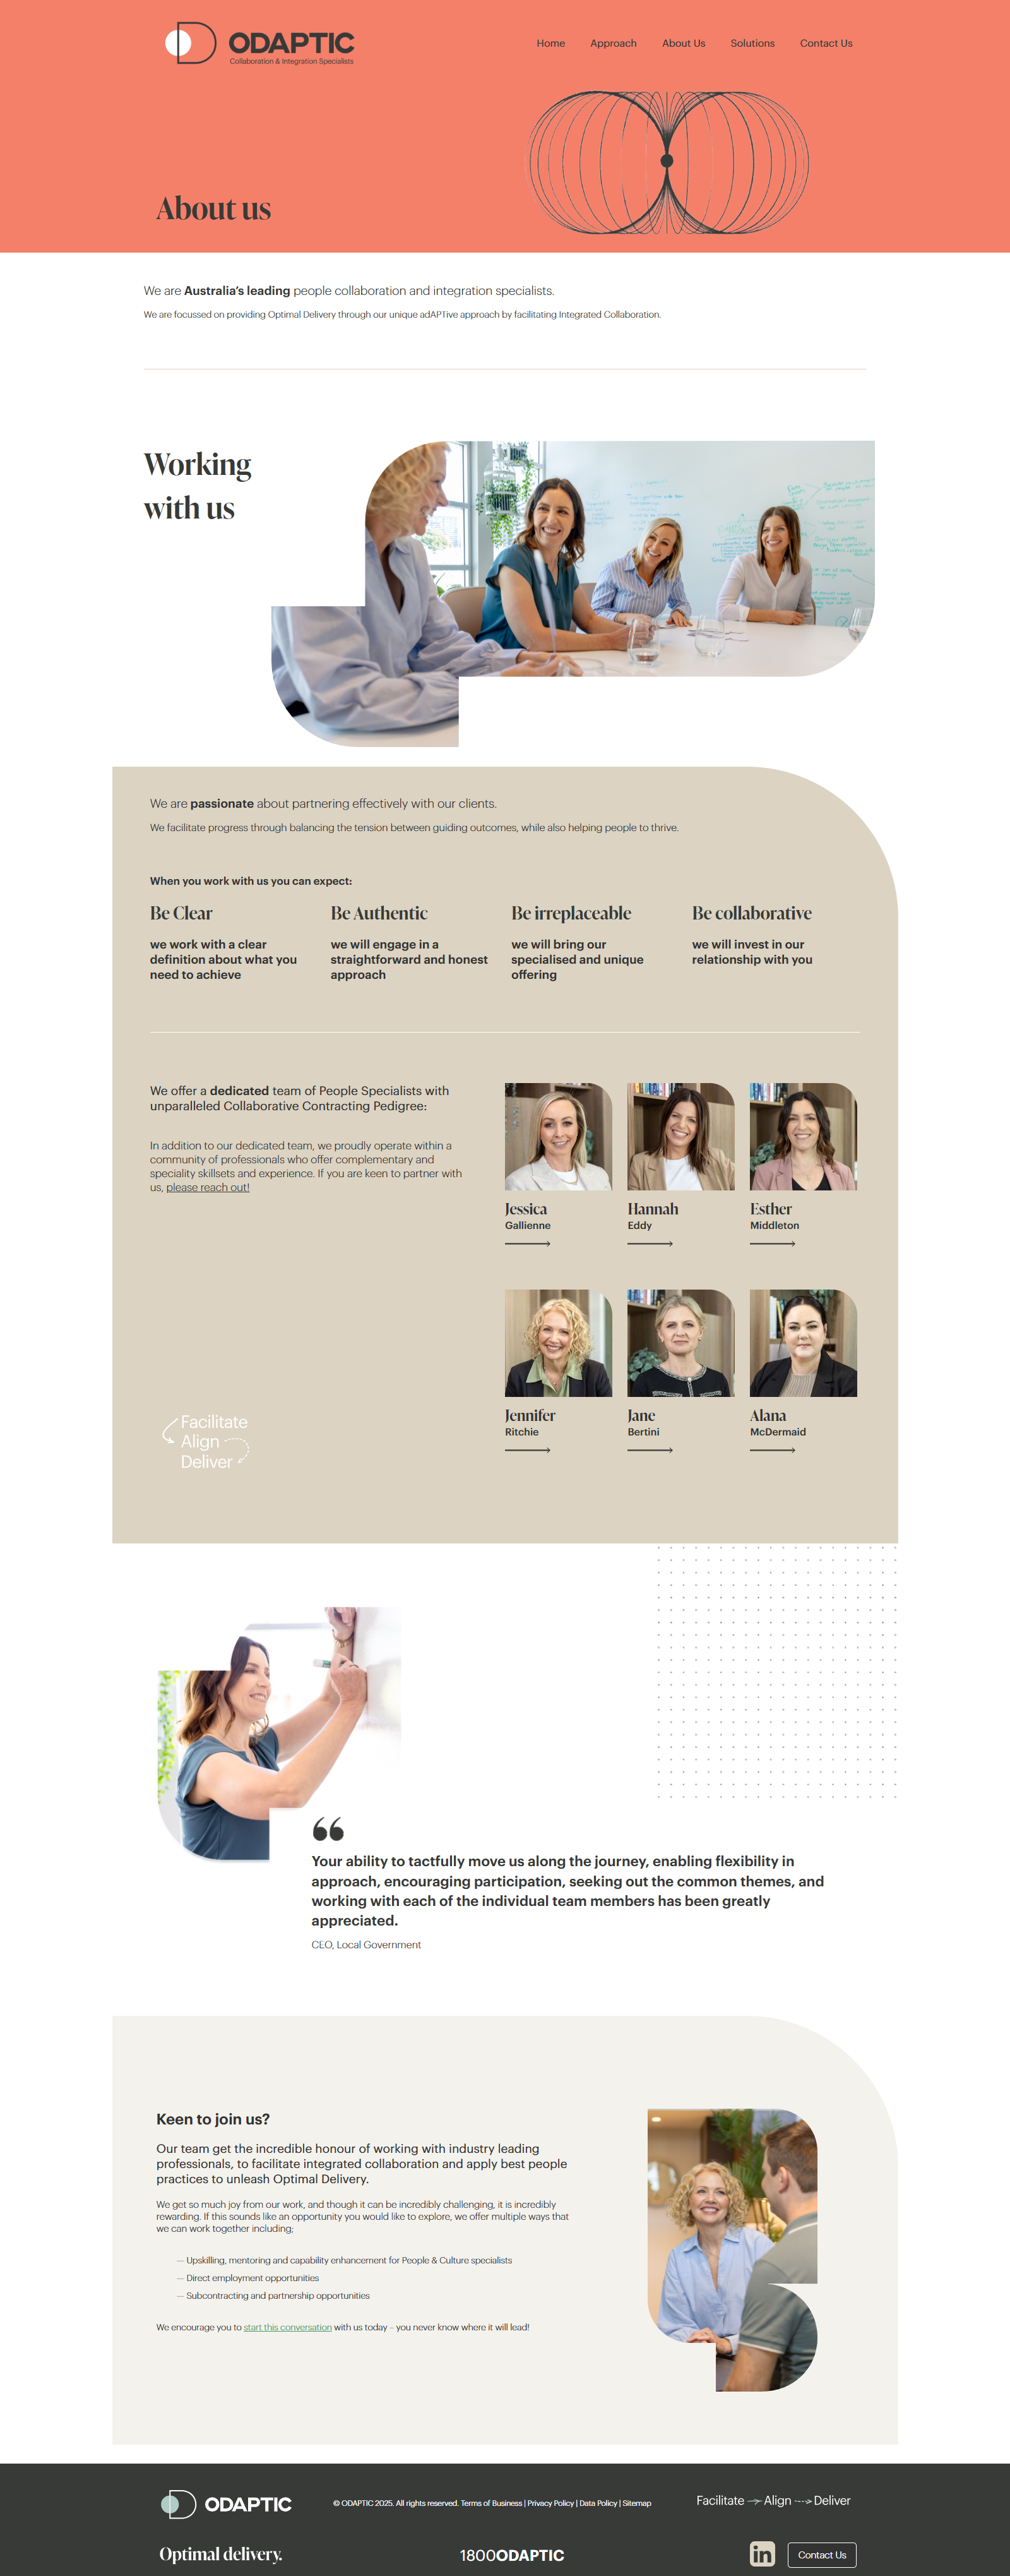 ODAPTIC
Collaboration & Integration Specialists
Home Approach About Us Solutions Contact Us
About us
We are Australia's leading people collaboration and integration specialists.
We are focussed on providing Optimal Delivery through our unique adAPTive approach by facilitating Integrated Collaboration.
Working
with us
We are passionate about partnering effectively with our clients.
We facilitate progress through balancing the tension between guiding outcomes, while also helping people to thrive.
When you work with us you can expect:
Be Clear
we work with a clear
definition about what you
need to achieve
Be Authentic
we will engage in a
straightforward and honest
approach
Be irreplaceable
we will bring our
specialised and unique
offering
Be collaborative
we will invest in our
relationship with you
We offer a dedicated team of People Specialists with
unparalleled Collaborative Contracting Pedigree:
In addition to our dedicated team, we proudly operate within a
community of professionals who offer complementary and
speciality skillsets and experience. If you are keen to partner with
us, please reach out!
Jessica
Gallienne
Hannah
Eddy
Esther
Middleton
Jennifer
Ritchie
Jane
Bertini
Alana
McDermaid
Facilitate
Align
Deliver
“
Your ability to tactfully move us along the journey, enabling flexibility in
approach, encouraging participation, seeking out the common themes, and
working with each of the individual team members has been greatly
appreciated.
CEO, Local Government
Keen to join us?
Our team get the incredible honour of working with industry leading
professionals, to facilitate integrated collaboration and apply best people
practices to unleash Optimal Delivery.
We get so much joy from our work, and though it can be incredibly challenging, it is incredibly
rewarding. If this sounds like an opportunity you would like to explore, we offer multiple ways that
we can work together including;
— Upskilling, mentoring and capability enhancement for People & Culture specialists
— Direct employment opportunities
— Subcontracting and partnership opportunities
We encourage you to start this conversation with us today – you never know where it will lead!
ODAPTIC
© ODAPTIC 2025. All rights reserved. Terms of Business | Privacy Policy | Data Policy | Sitemap
Facilitate Align Deliver
Optimal delivery.
1800ODAPTIC
in
Contact Us